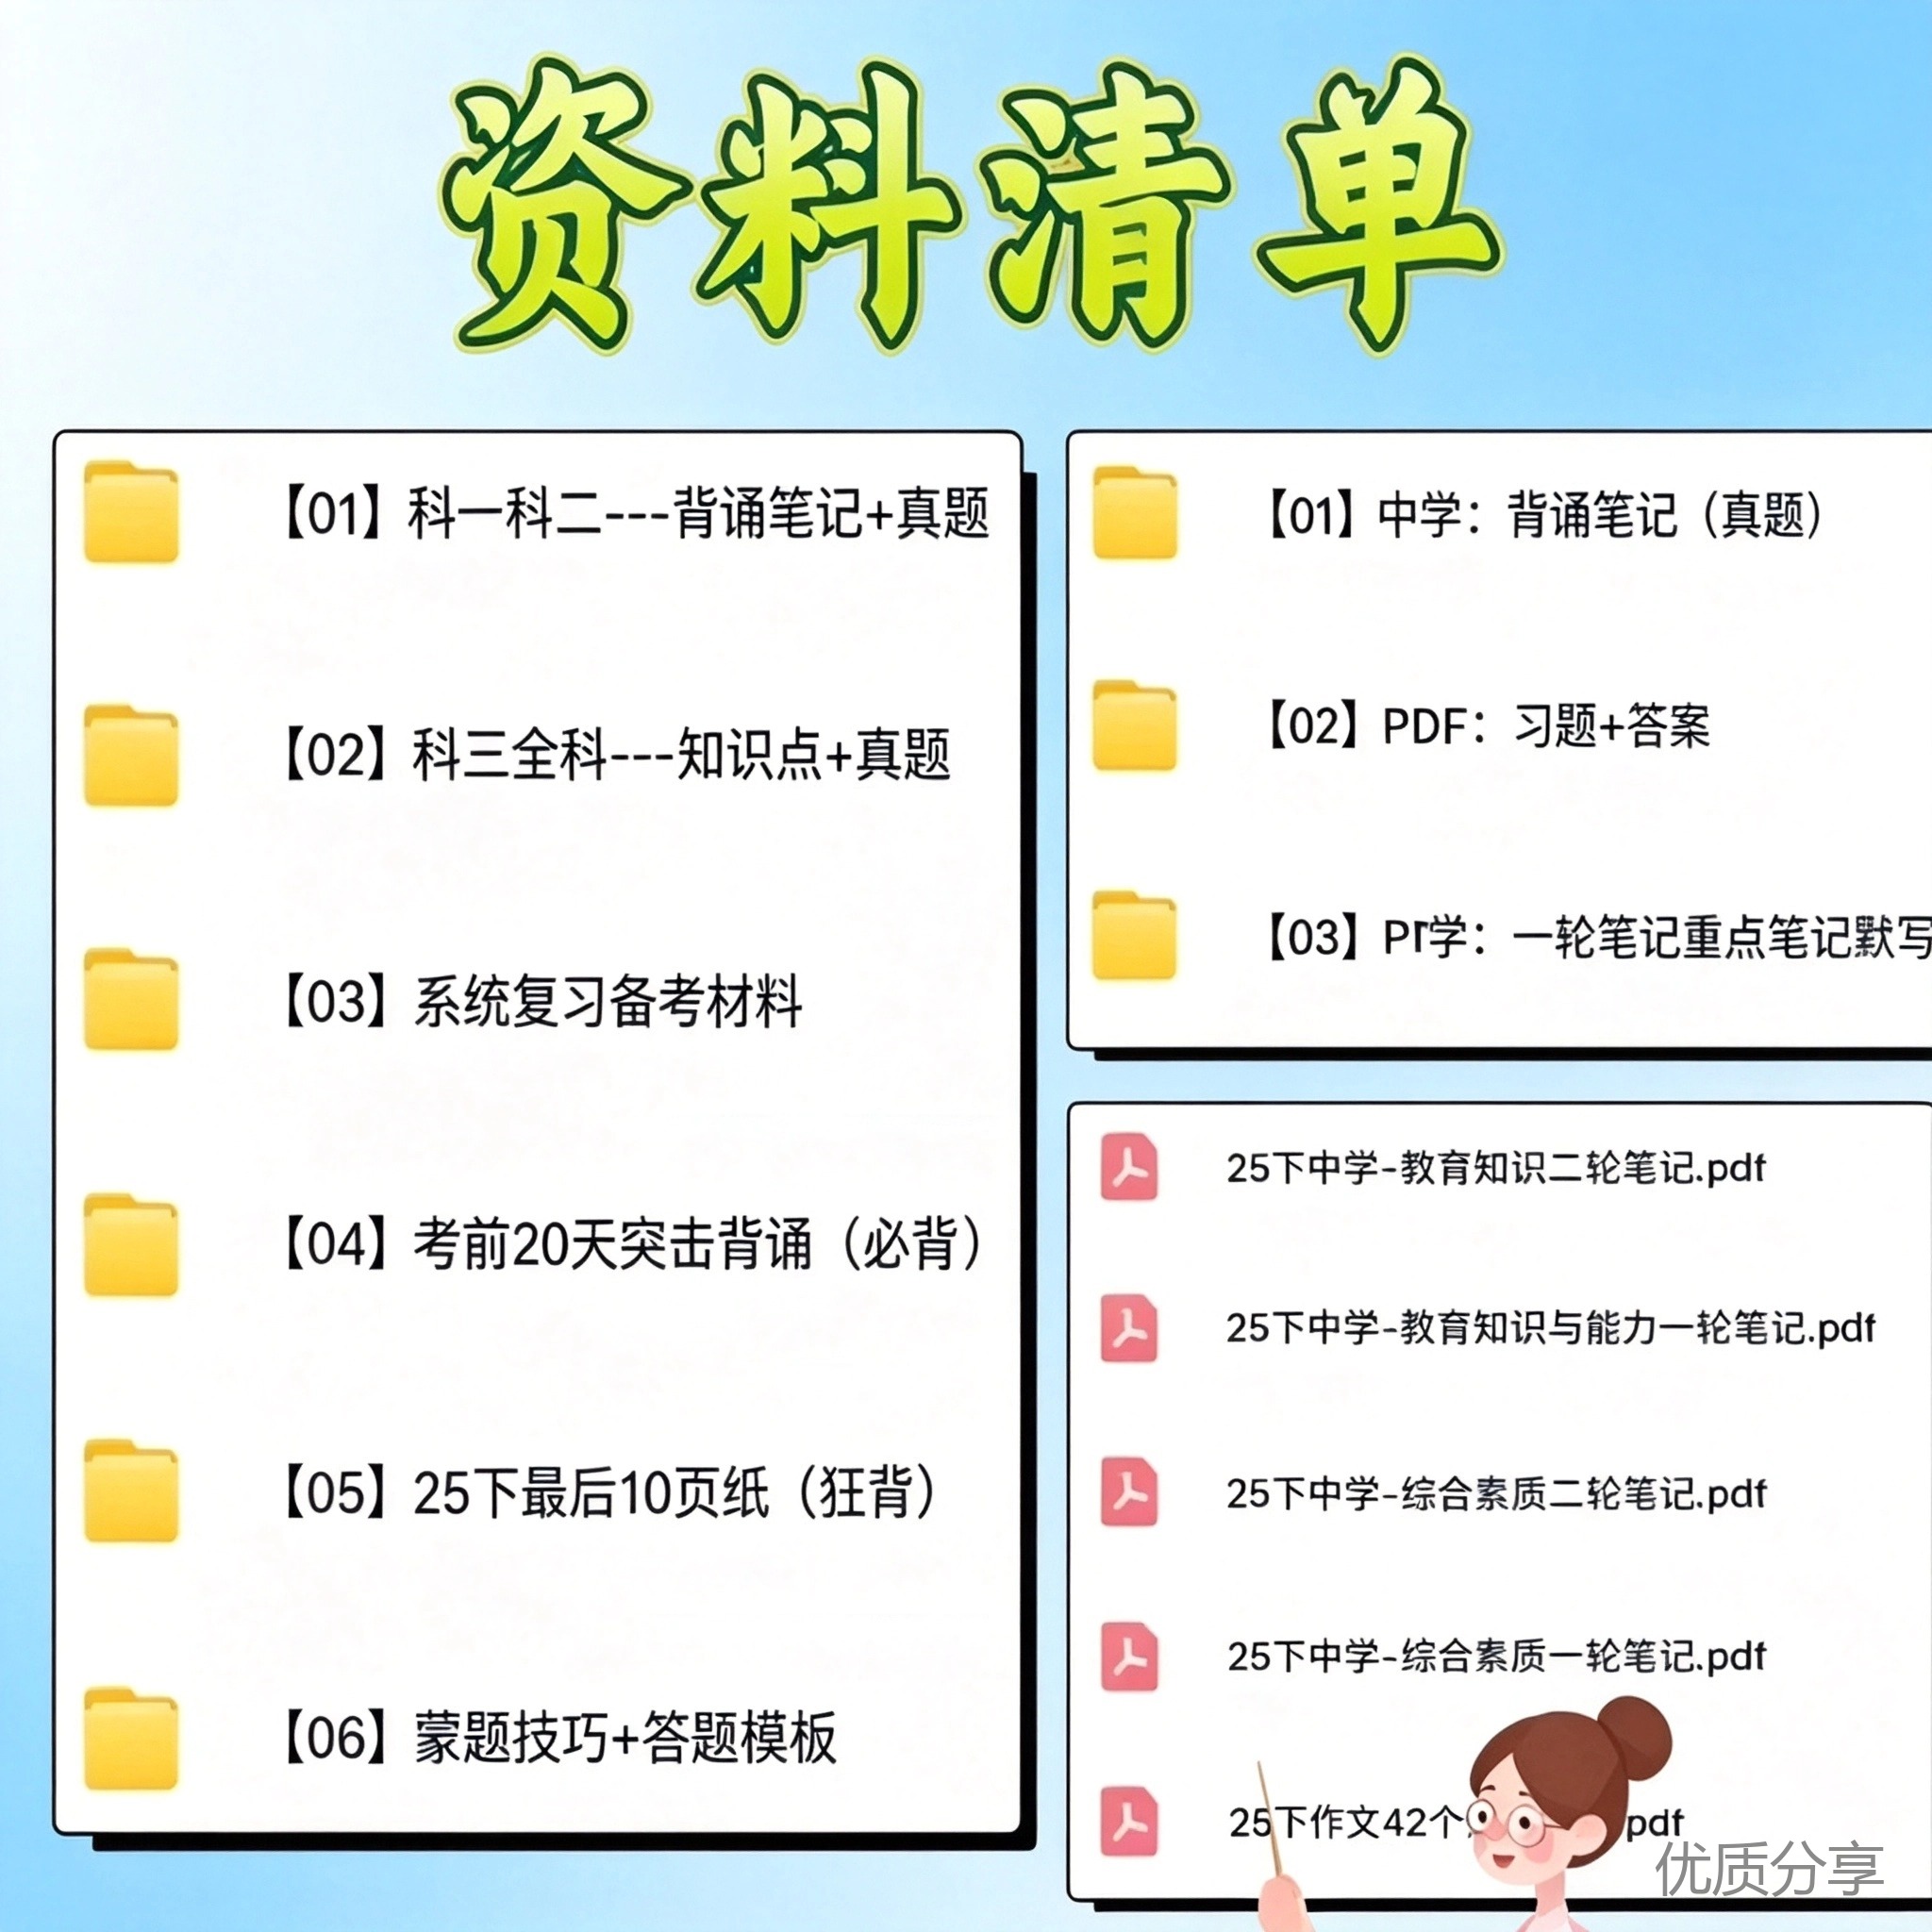 资料清单
【01】科一科二---背诵笔记+真题
【02】科三全科---知识点+真题
【03】系统复习备考材料
【04】考前20天突击背诵（必背）
【05】25下最后10页纸（狂背）
【06】蒙题技巧+答题模板
【01】中学：背诵笔记（真题）
【02】PDF：习题+答案
【03】学：一轮笔记重点笔记默写
25下中学-教育知识二轮笔记.pdf
25下中学-教育知识与能力一轮笔记.pdf
25下中学-综合素质二轮笔记.pdf
25下中学-综合素质一轮笔记.pdf
25下作文42个 pdf
优质分享